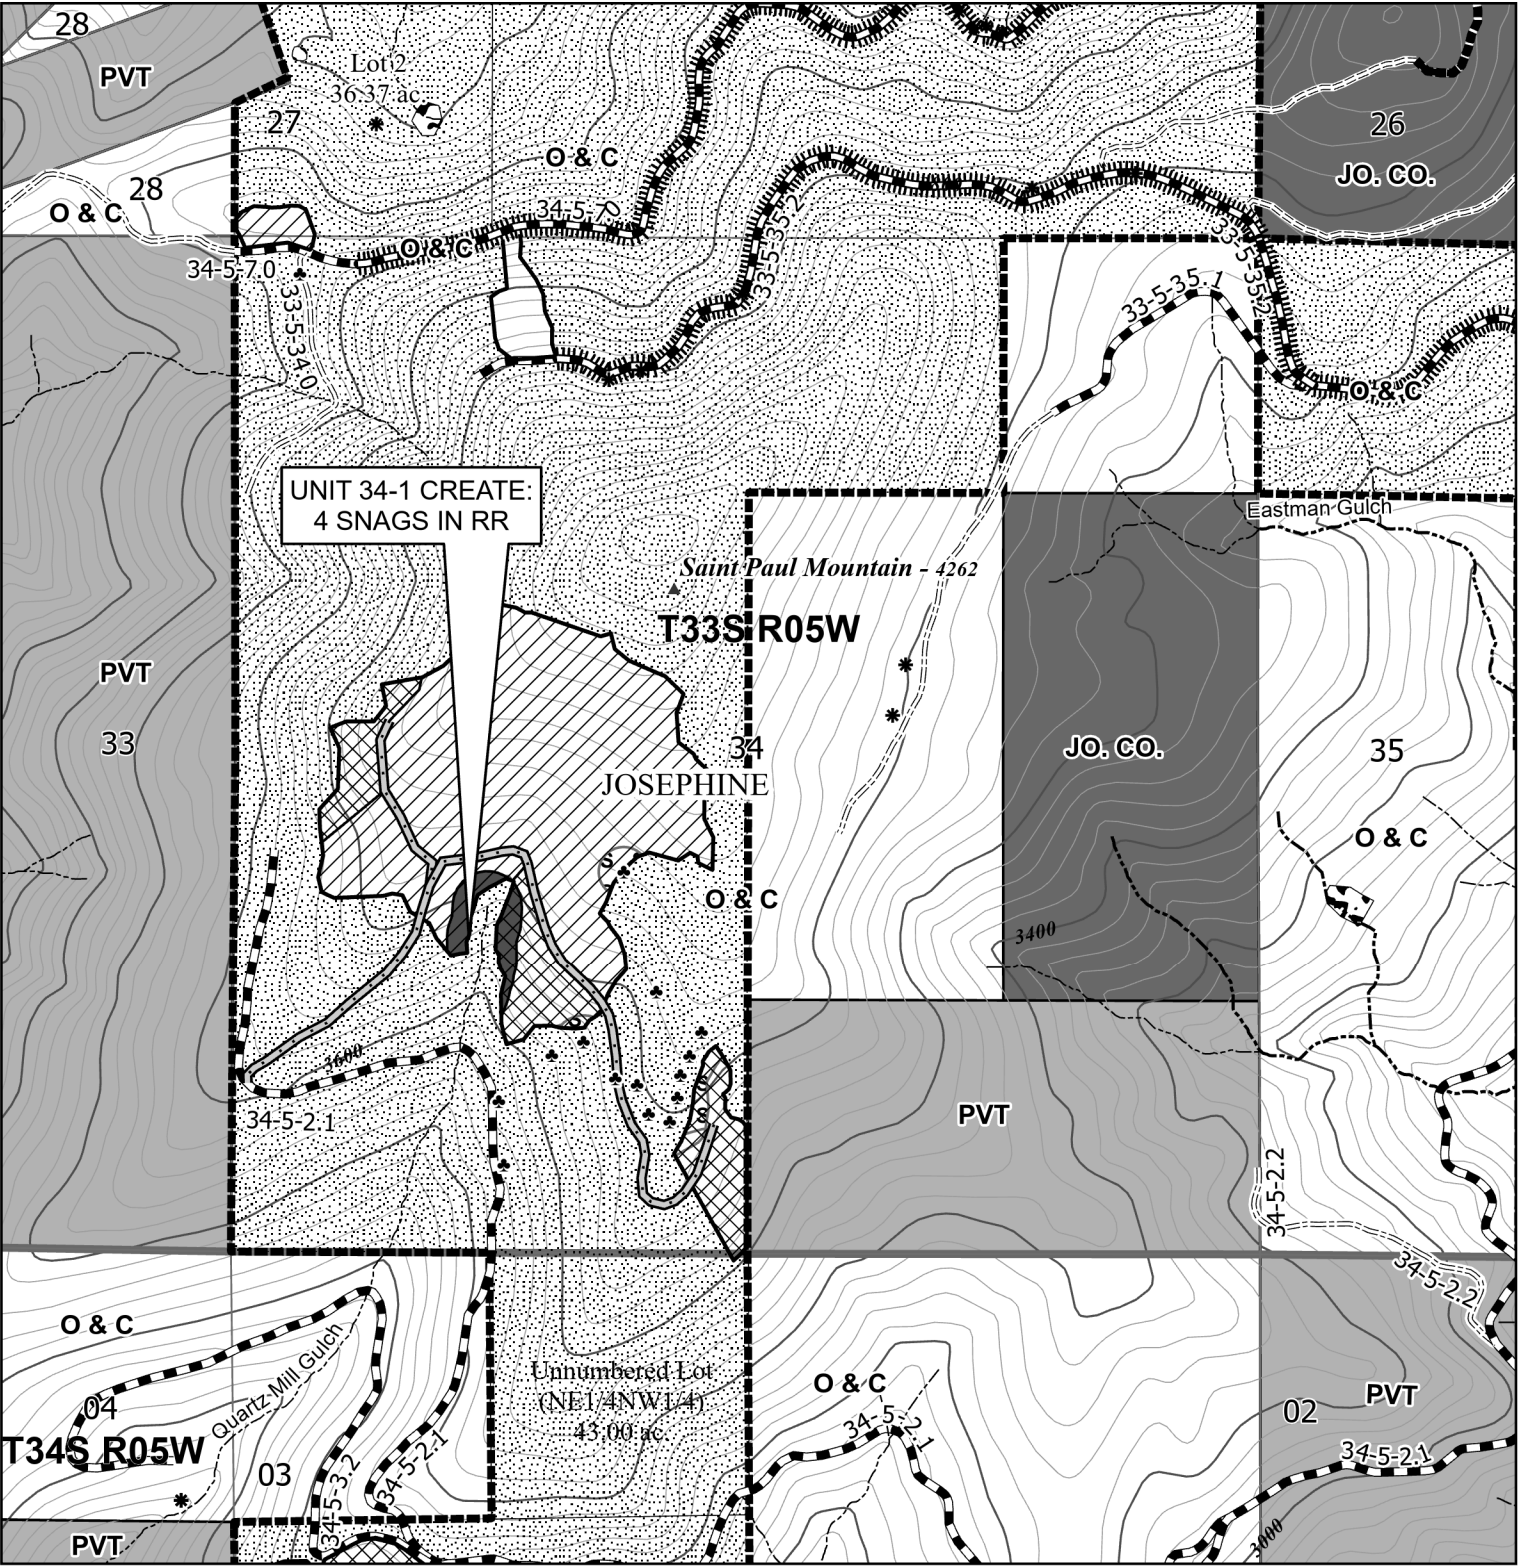 28
PVT
Lot 2
36.37 ac.
27
26
JO. CO.
O & C
28
O & C
34-5-7.0
O & C
34-5-7.0
33-5-35.2
33-5-35.2
33-5-35.1
33-5-34.0
O & C
UNIT 34-1 CREATE:
4 SNAGS IN RR
Eastman Gulch
Saint Paul Mountain - 4262
T33S R05W
PVT
33
34
JOSEPHINE
JO. CO.
35
O & C
S
O & C
3400
S
3600
S
S
34-5-2.1
PVT
34-5-2.2
34-5-2.2
O & C
Quartz Mill Gulch
04
T34S R05W
03
34-5-3.2
34-5-2.1
Unnumbered Lot
(NE1/4NW1/4)
43.00 ac.
O & C
34-5-2.1
02
PVT
34-5-2.1
3000
PVT